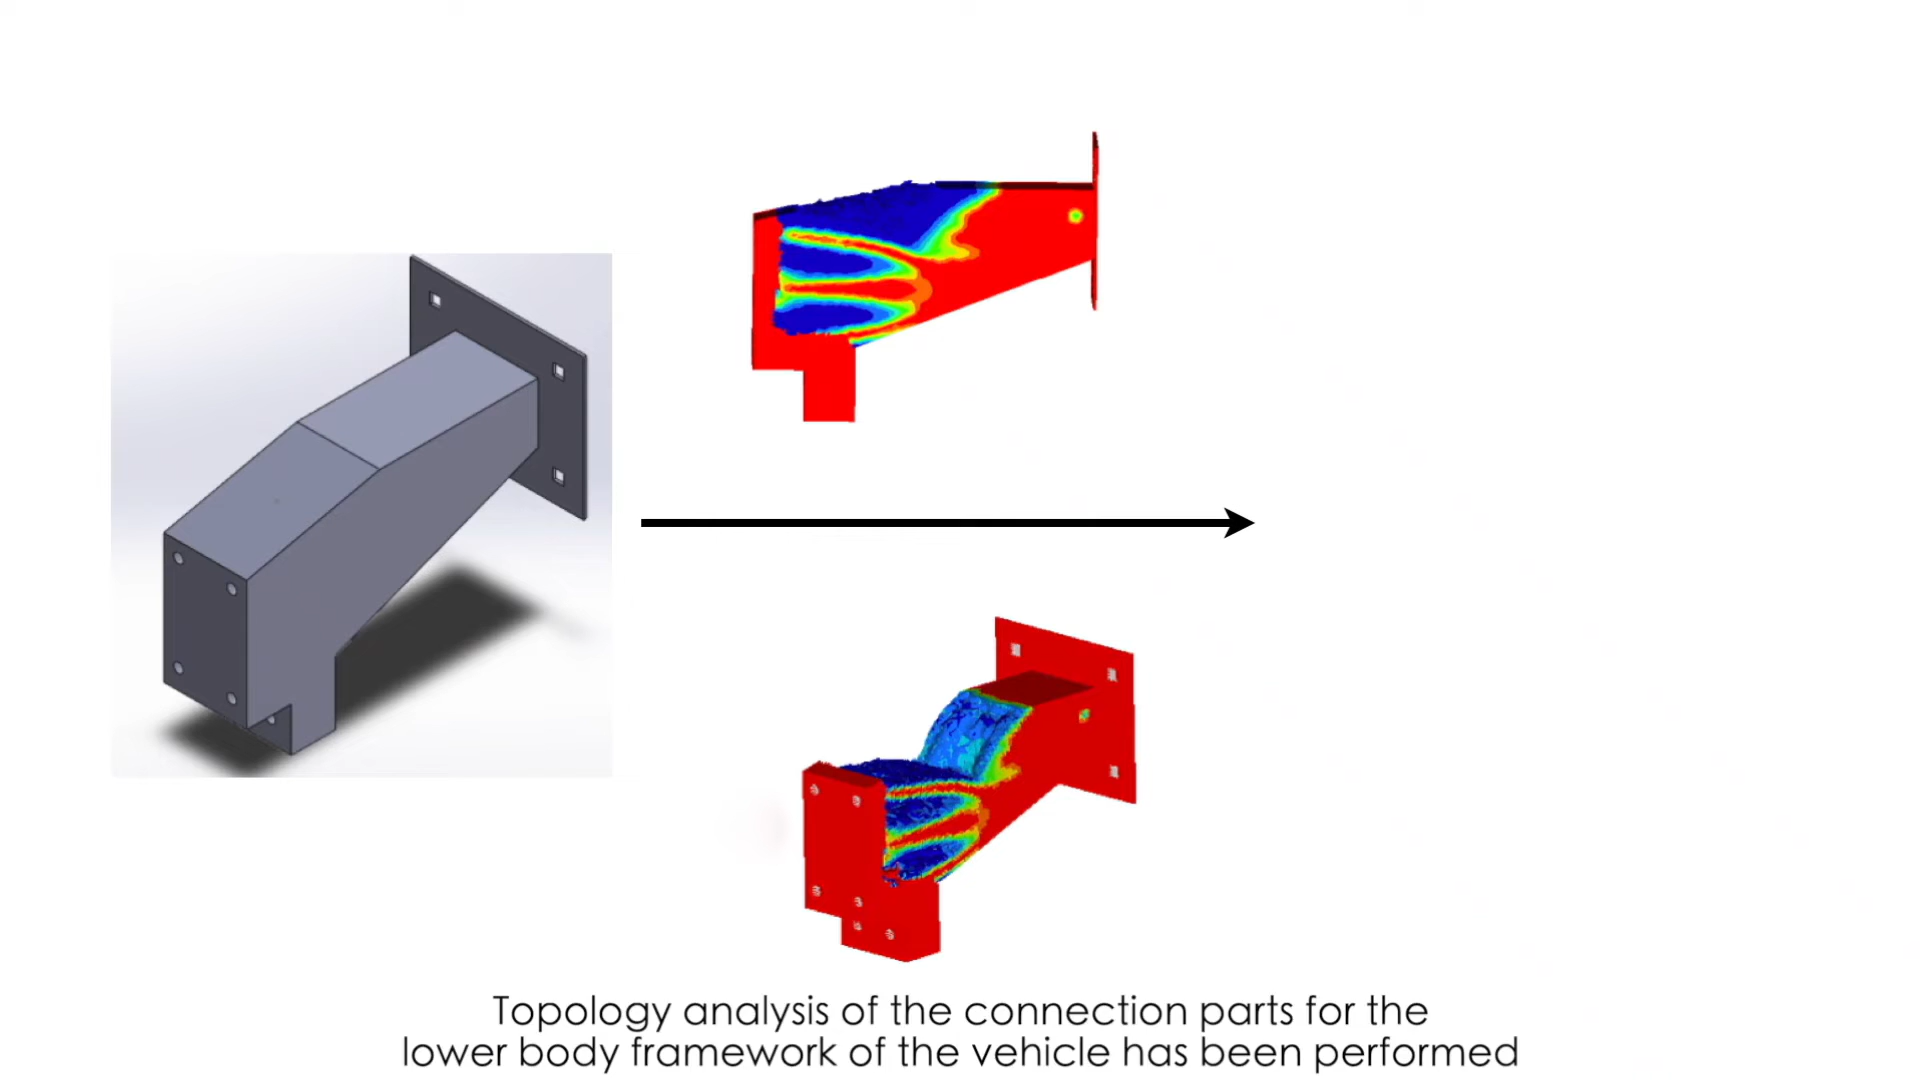 Topology analysis of the connection parts for the
lower body framework of the vehicle has been performed